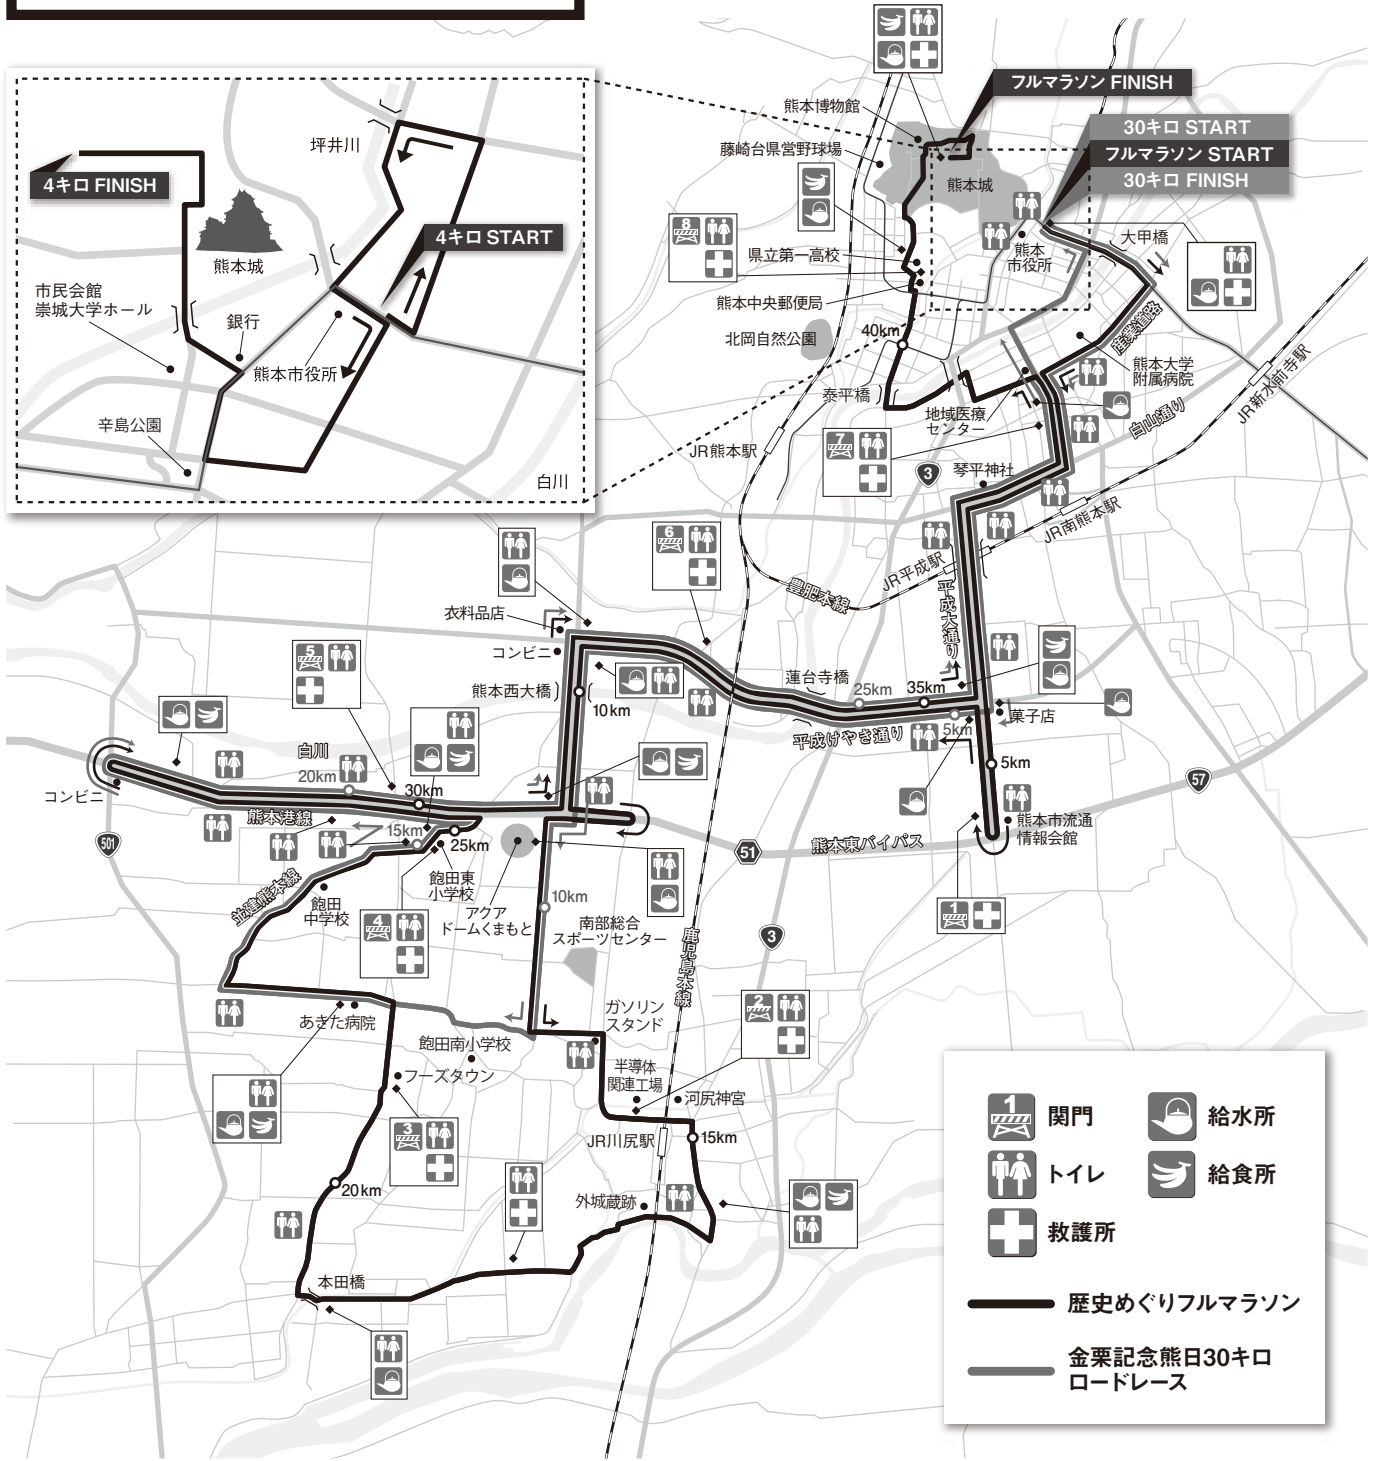 坪井川
4キロ FINISH
4キロ START
熊本城
市民会館
崇城大学ホール
銀行
熊本市役所
辛島公園
白川
フルマラソン FINISH
熊本博物館
30キロ START
フルマラソン START
30キロ FINISH
藤崎台県営野球場
熊本城
8
県立第一高校
熊本
市役所
大甲橋
熊本中央郵便局
北岡自然公園
40km
産業道路
熊本大学
附属病院
JR新水前寺駅
泰平橋
地域医療
センター
白山通り
JR熊本駅
7
3
琴平神社
JR南熊本駅
6
JR平成駅
豊肥本線
平成大通り
衣料品店
コンビニ
5
熊本西大橋
10km
蓮台寺橋
25km
35km
菓子店
5km
平成けやき通り
白川
20km
5km
コンビニ
30km
57
熊本港線
15km
熊本市流通
情報会館
501
25km
51
熊本東バイパス
飽田東
小学校
並建熊本線
飽田
中学校
10km
アクア
ドームくまもと
南部総合
スポーツセンター
1
4
鹿児島本線
3
2
あきた病院
ガソリン
スタンド
飽田南小学校
半導体
関連工場
フーズタウン
河尻神宮
3
JR川尻駅
15km
20km
外城蔵跡
本田橋
1
関門
給水所
トイレ
給食所
救護所
歴史めぐりフルマラソン
金栗記念熊日30キロ
ロードレース